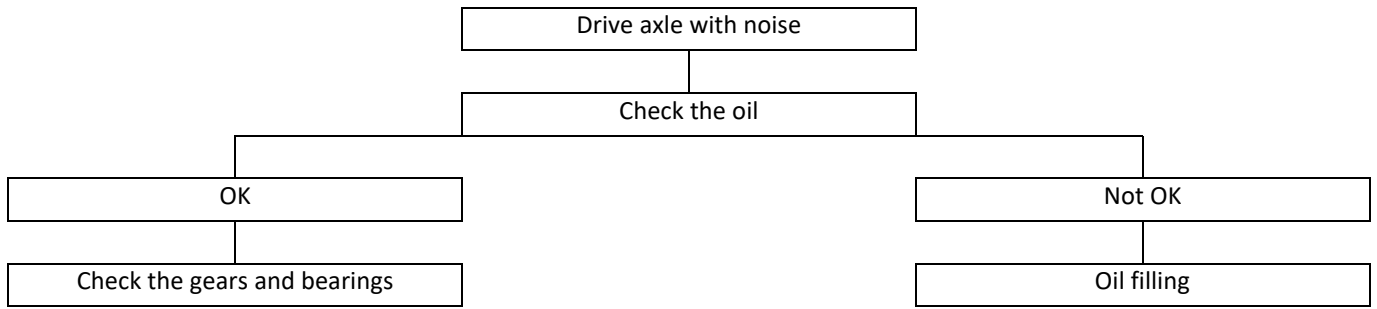 Drive axle with noise
Check the oil
OK
Not OK
Check the gears and bearings
Oil filling